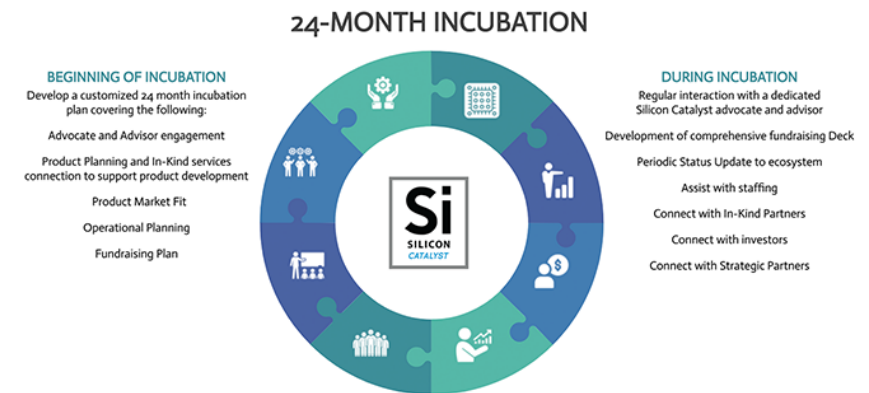 24-MONTH INCUBATION
BEGINNING OF INCUBATION
Develop a customized 24 month incubation
plan covering the following:
Advocate and Advisor engagement
Product Planning and In-Kind services
connection to support product development
Product Market Fit
Operational Planning
Fundraising Plan
Si
SILICON
CATALYST
$
DURING INCUBATION
Regular interaction with a dedicated
Silicon Catalyst advocate and advisor
Development of comprehensive fundraising Deck
Periodic Status Update to ecosystem
Assist with staffing
Connect with In-Kind Partners
Connect with investors
Connect with Strategic Partners